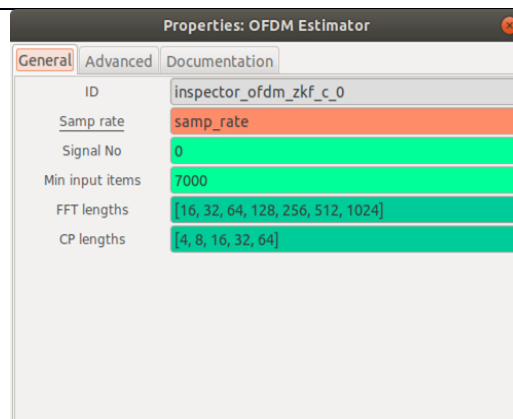 Properties: OFDM Estimator
General Advanced Documentation
ID inspector_ofdm_zkf_c_0
Samp rate samp_rate
Signal No 0
Min input items 7000
FFT lengths [16, 32, 64, 128, 256, 512, 1024]
CP lengths [4, 8, 16, 32, 64]